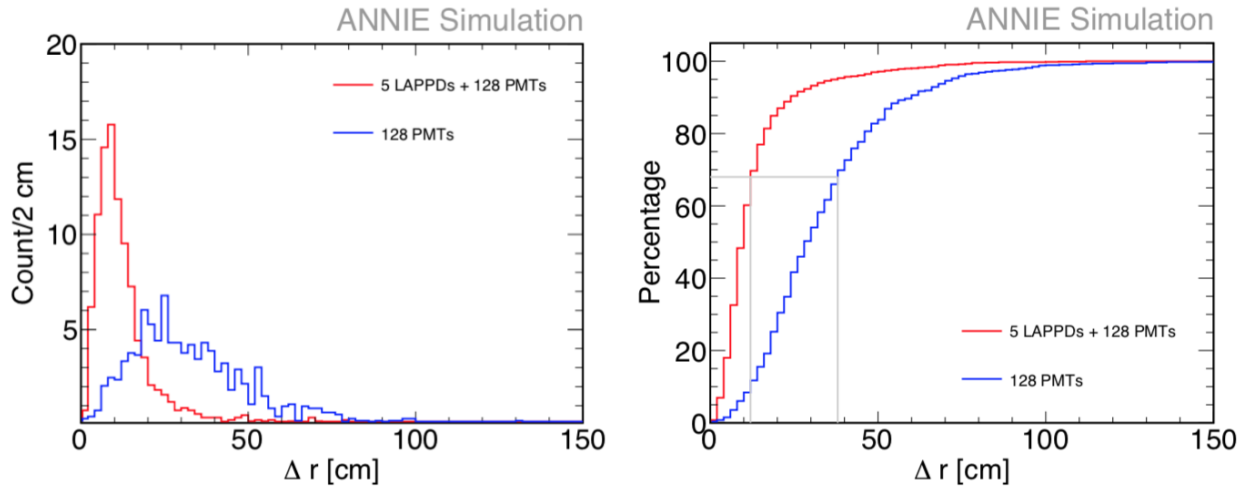 ANNIE Simulation
20
15
10
5
0
50
100
150
Count/2 cm
Δ r [cm]
5 LAPPDs + 128 PMTs
128 PMTs
ANNIE Simulation
100
80
60
40
20
0
0
50
100
150
Percentage
Δ r [cm]
5 LAPPDs + 128 PMTs
128 PMTs